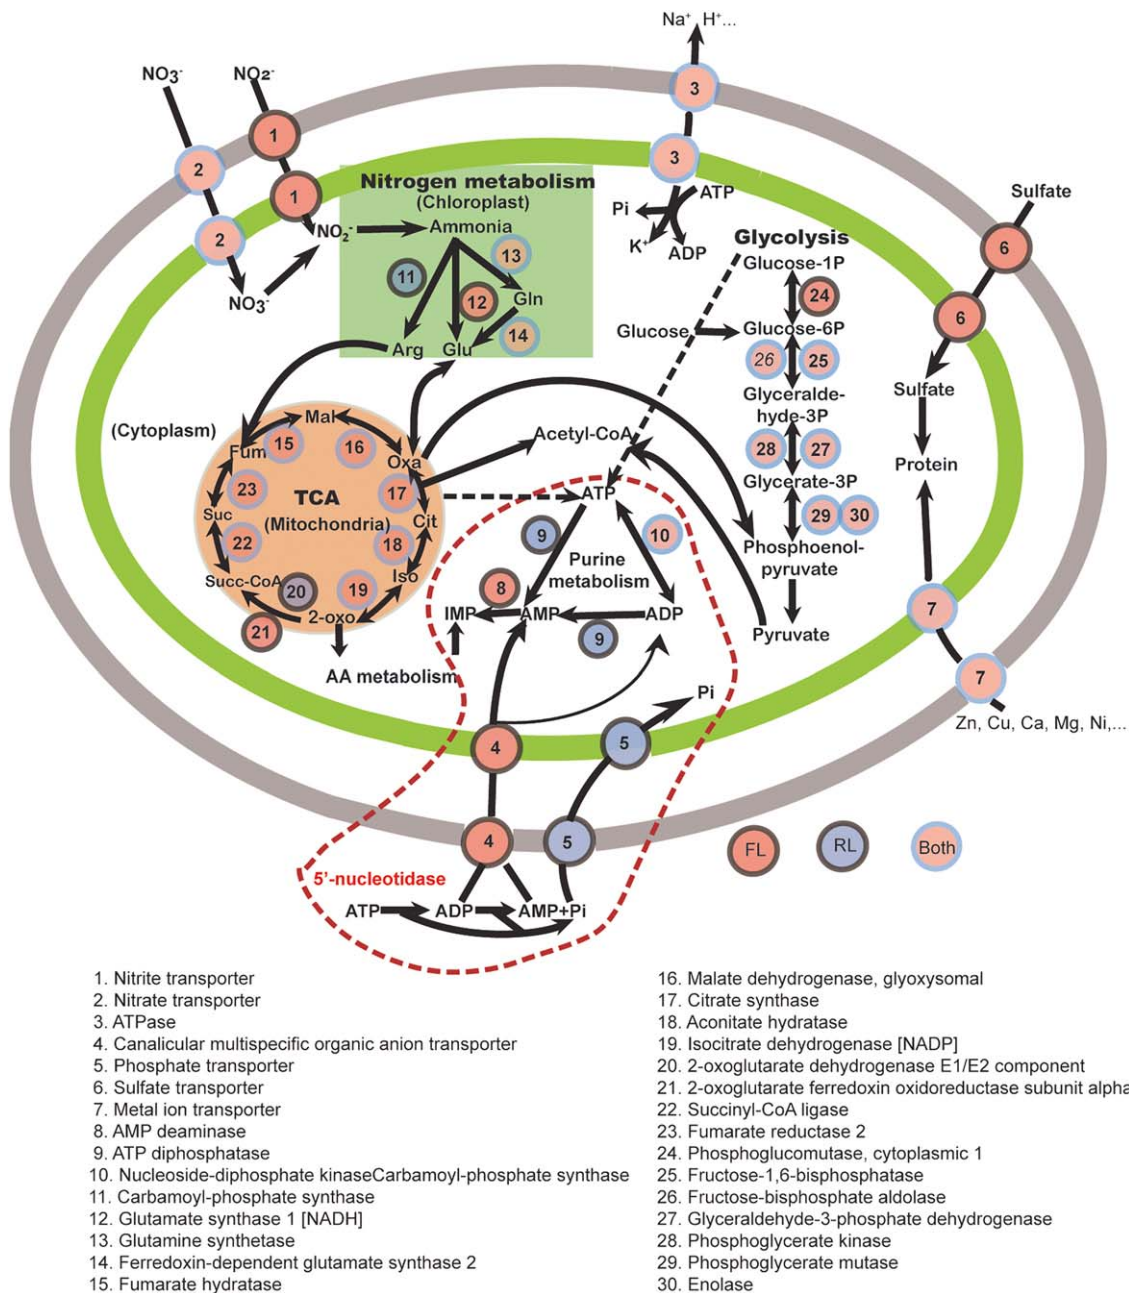 Na⁺ H⁺...
NO₃⁻
NO₂⁻
3
1
2
3
1
2
Nitrogen metabolism
(Chloroplast)
Ammonia
NO₂⁻
NO₃⁻
11
12
13
14
Gln
Arg
Glu
ATP
Pi
K⁺
ADP
Glycolysis
Glucose-1P
24
Glucose
Glucose-6P
26
25
Glyceralde-
hyde-3P
28
27
Glycerate-3P
29
30
Phosphoenol-
pyruvate
Pyruvate
Sulfate
6
6
Sulfate
Protein
7
7
Zn, Cu, Ca, Mg, Ni,...
(Cytoplasm)
Mal
Fum
15
16
Oxa
23
TCA
17
Suc
(Mitochondria)
Cit
22
18
Succ-CoA
20
19
Iso
21
2-oxo
AA metabolism
Acetyl-CoA
ATP
9
10
Purine
metabolism
8
IMP
AMP
ADP
9
Pi
4
5
4
5
5'-nucleotidase
ATP
ADP
AMP+Pi
FL
RL
Both
1. Nitrite transporter
2. Nitrate transporter
3. ATPase
4. Canalicular multispecific organic anion transporter
5. Phosphate transporter
6. Sulfate transporter
7. Metal ion transporter
8. AMP deaminase
9. ATP diphosphatase
10. Nucleoside-diphosphate kinaseCarbamoyl-phosphate synthase
11. Carbamoyl-phosphate synthase
12. Glutamate synthase 1 [NADH]
13. Glutamine synthetase
14. Ferredoxin-dependent glutamate synthase 2
15. Fumarate hydratase
16. Malate dehydrogenase, glyoxysomal
17. Citrate synthase
18. Aconitate hydratase
19. Isocitrate dehydrogenase [NADP]
20. 2-oxoglutarate dehydrogenase E1/E2 component
21. 2-oxoglutarate ferredoxin oxidoreductase subunit alpha
22. Succinyl-CoA ligase
23. Fumarate reductase 2
24. Phosphoglucomutase, cytoplasmic 1
25. Fructose-1,6-bisphosphatase
26. Fructose-bisphosphate aldolase
27. Glyceraldehyde-3-phosphate dehydrogenase
28. Phosphoglycerate kinase
29. Phosphoglycerate mutase
30. Enolase